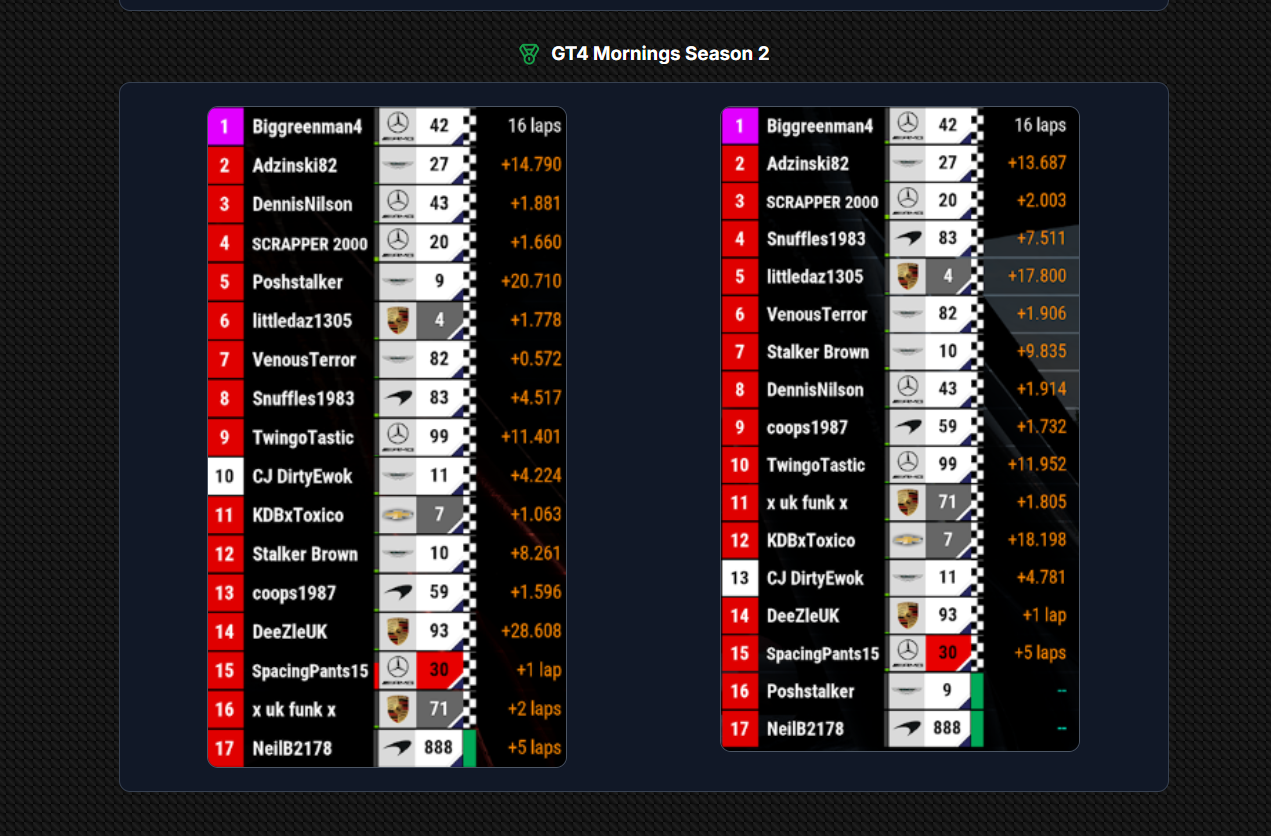 GT4 Mornings Season 2
1 Biggreenman4 42 16 laps
2 Adzinski82 27 +14.790
3 DennisNilson 43 +1.881
4 SCRAPPER 2000 20 +1.660
5 Poshstalker 9 +20.710
6 littledaz1305 4 +1.778
7 VenousTerror 82 +0.572
8 Snuffles1983 83 +4.517
9 TwingoTastic 99 +11.401
10 CJ DirtyEwok 11 +4.224
11 KDBxToxico 7 +1.063
12 Stalker Brown 10 +8.261
13 coops1987 59 +1.596
14 DeeZleUK 93 +28.608
15 SpacingPants15 30 +1 lap
16 x uk funk x 71 +2 laps
17 NeilB2178 888 +5 laps
1 Biggreenman4 42 16 laps
2 Adzinski82 27 +13.687
3 SCRAPPER 2000 20 +2.003
4 Snuffles1983 83 +7.511
5 littledaz1305 4 +17.800
6 VenousTerror 82 +1.906
7 Stalker Brown 10 +9.835
8 DennisNilson 43 +1.914
9 coops1987 59 +1.732
10 TwingoTastic 99 +11.952
11 x uk funk x 71 +1.805
12 KDBxToxico 7 +18.198
13 CJ DirtyEwok 11 +4.781
14 DeeZleUK 93 +1 lap
15 SpacingPants15 30 +5 laps
16 Poshstalker 9 --
17 NeilB2178 888 --